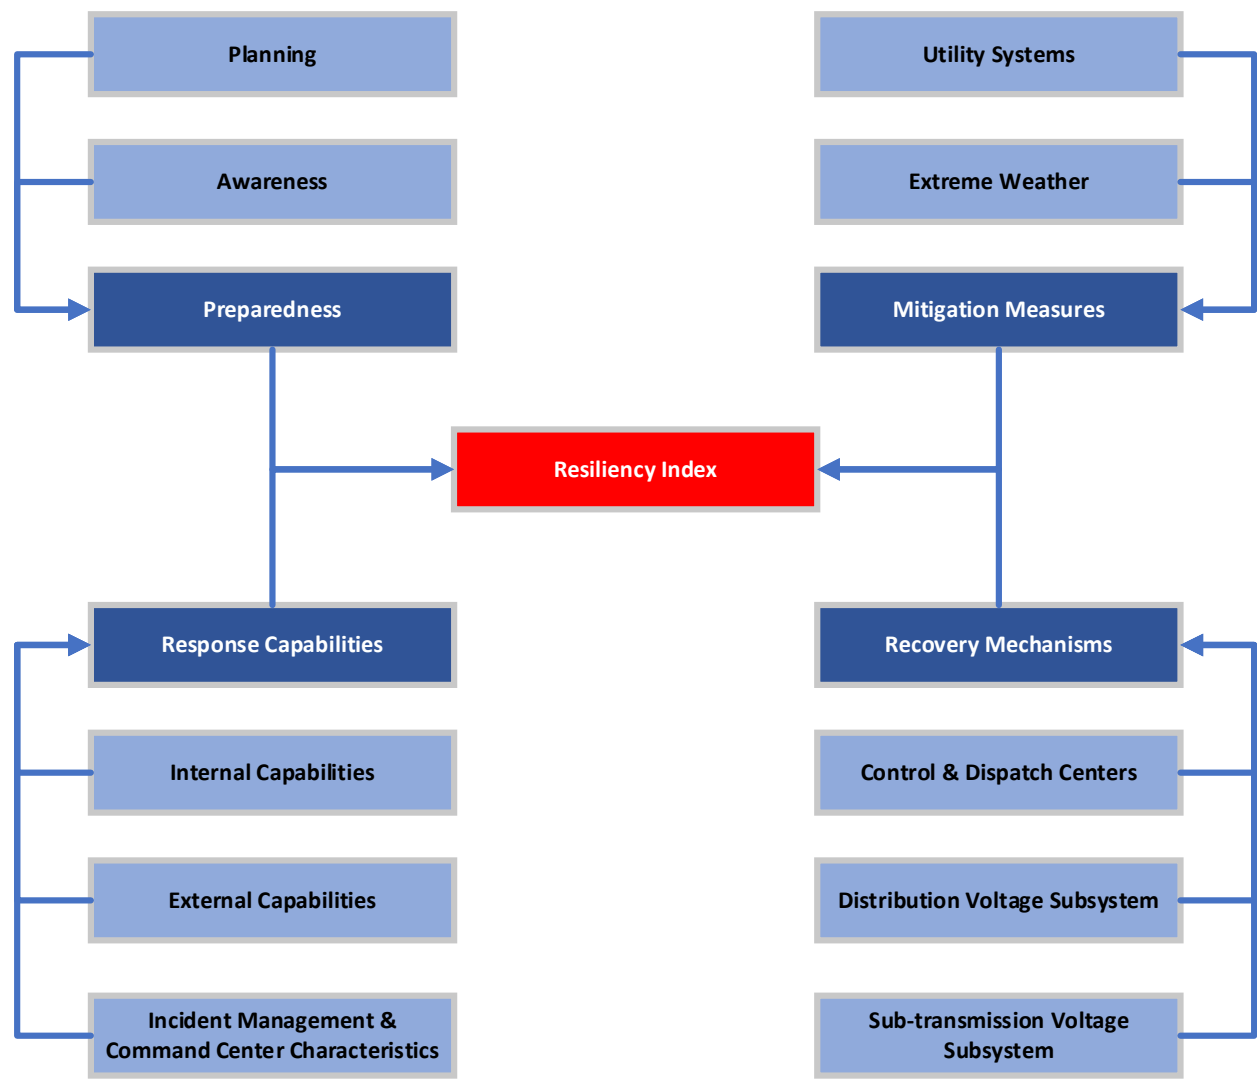 Planning
Utility Systems
Awareness
Extreme Weather
Preparedness
Mitigation Measures
Resiliency Index
Response Capabilities
Recovery Mechanisms
Internal Capabilities
Control & Dispatch Centers
External Capabilities
Distribution Voltage Subsystem
Incident Management &
Command Center Characteristics
Sub-transmission Voltage
Subsystem